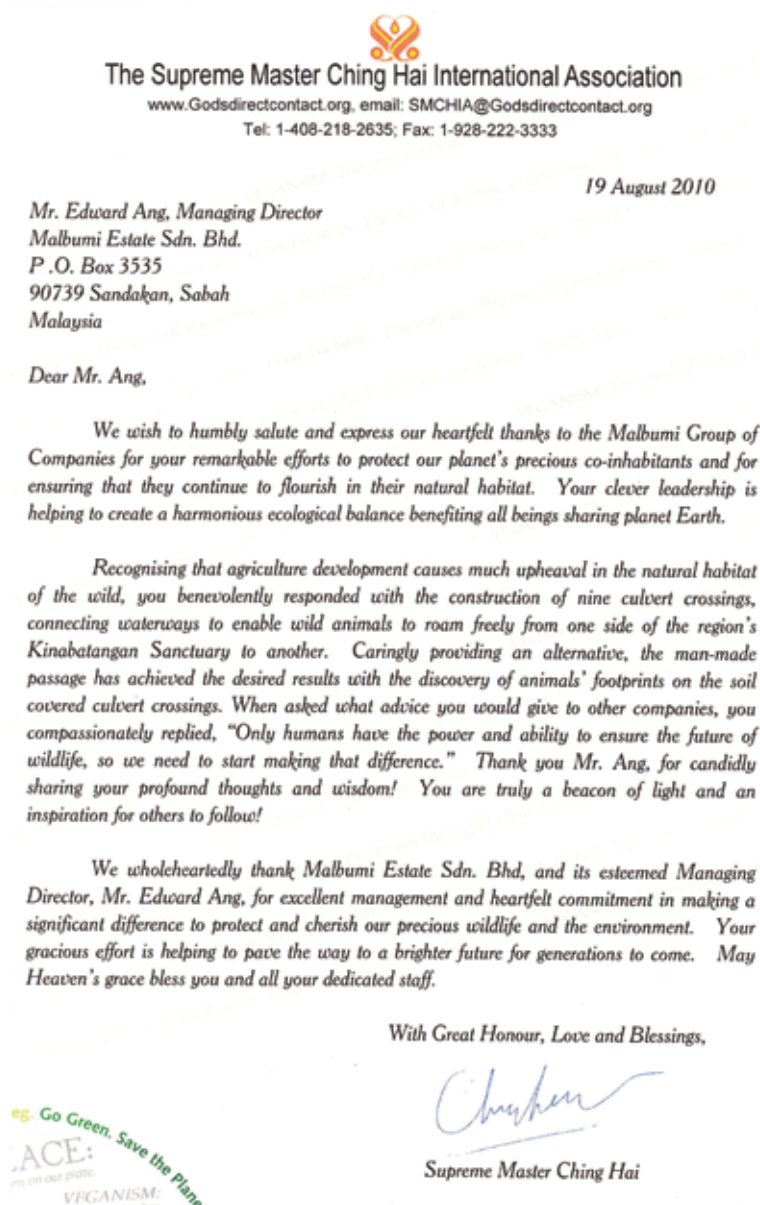 The Supreme Master Ching Hai International Association
www.Godsdirectcontact.org, email: SMCHIA@Godsdirectcontact.org
Tel: 1-408-218-2635; Fax: 1-928-222-3333
19 August 2010
Mr. Edward Ang, Managing Director
Malbumi Estate Sdn. Bhd.
P .O. Box 3535
90739 Sandakan, Sabah
Malaysia
Dear Mr. Ang,
We wish to humbly salute and express our heartfelt thanks to the Malbumi Group of
Companies for your remarkable efforts to protect our planet's precious co-inhabitants and for
ensuring that they continue to flourish in their natural habitat. Your clever leadership is
helping to create a harmonious ecological balance benefiting all beings sharing planet Earth.
Recognising that agriculture development causes much upheaval in the natural habitat
of the wild, you benevolently responded with the construction of nine culvert crossings,
connecting waterways to enable wild animals to roam freely from one side of the region's
Kinabatangan Sanctuary to another. Caringly providing an alternative, the man-made
passage has achieved the desired results with the discovery of animals' footprints on the soil
covered culvert crossings. When asked what advice you would give to other companies, you
compassionately replied, "Only humans have the power and ability to ensure the future of
wildlife, so we need to start making that difference." Thank you Mr. Ang, for candidly
sharing your profound thoughts and wisdom! You are truly a beacon of light and an
inspiration for others to follow!
We wholeheartedly thank Malbumi Estate Sdn. Bhd, and its esteemed Managing
Director, Mr. Edward Ang, for excellent management and heartfelt commitment in making a
significant difference to protect and cherish our precious wildlife and the environment. Your
gracious effort is helping to pave the way to a brighter future for generations to come. May
Heaven's grace bless you and all your dedicated staff.
With Great Honour, Love and Blessings,
Supreme Master Ching Hai
eg. Go Green. Save the Plane
ACE:
on our plate.
VEGANISM: